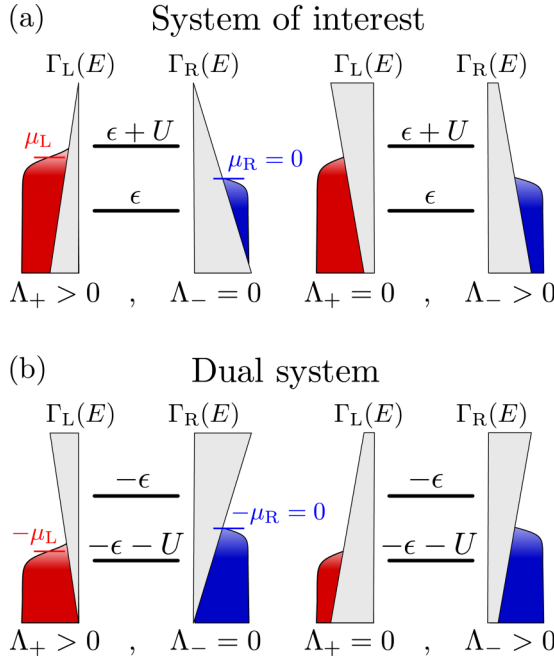 (a) System of interest
Γ_L(E) Γ_R(E) Γ_L(E) Γ_R(E)
μ_L ϵ + U μ_R = 0 ϵ + U
ϵ ϵ
Λ_+ > 0 , Λ_− = 0 Λ_+ = 0 , Λ_− > 0
(b) Dual system
Γ_L(E) Γ_R(E) Γ_L(E) Γ_R(E)
−ϵ −ϵ
−μ_L −μ_R = 0
−ϵ − U −ϵ − U
Λ_+ > 0 , Λ_− = 0 Λ_+ = 0 , Λ_− > 0